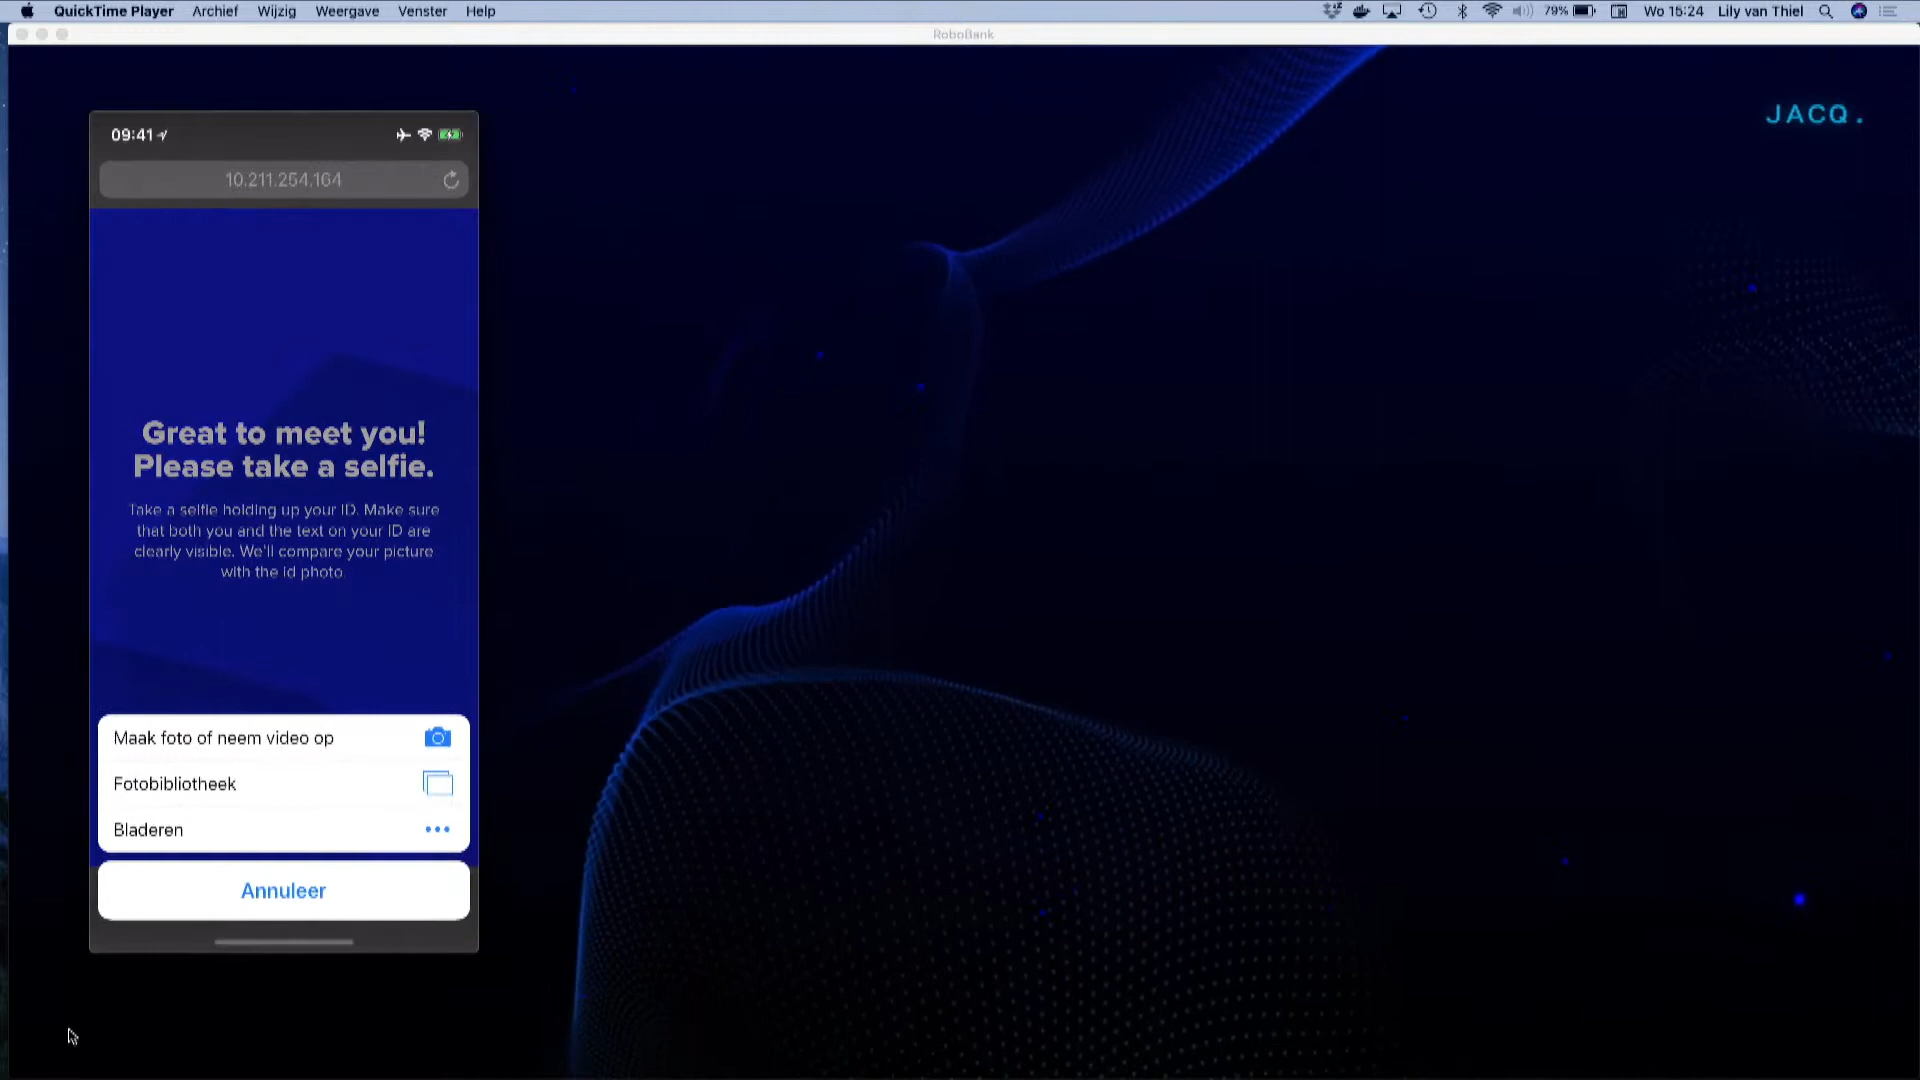 QuickTime Player Archief Wijzig Weergave Venster Help
79% Wo 15:24 Lily van Thiel
RoboBank
JACQ.
09:41
10.211.254.164
Great to meet you!
Please take a selfie.
Take a selfie holding up your ID. Make sure
that both you and the text on your ID are
clearly visible. We'll compare your picture
with the id photo.
Maak foto of neem video op
Fotobibliotheek
Bladeren
Annuleer